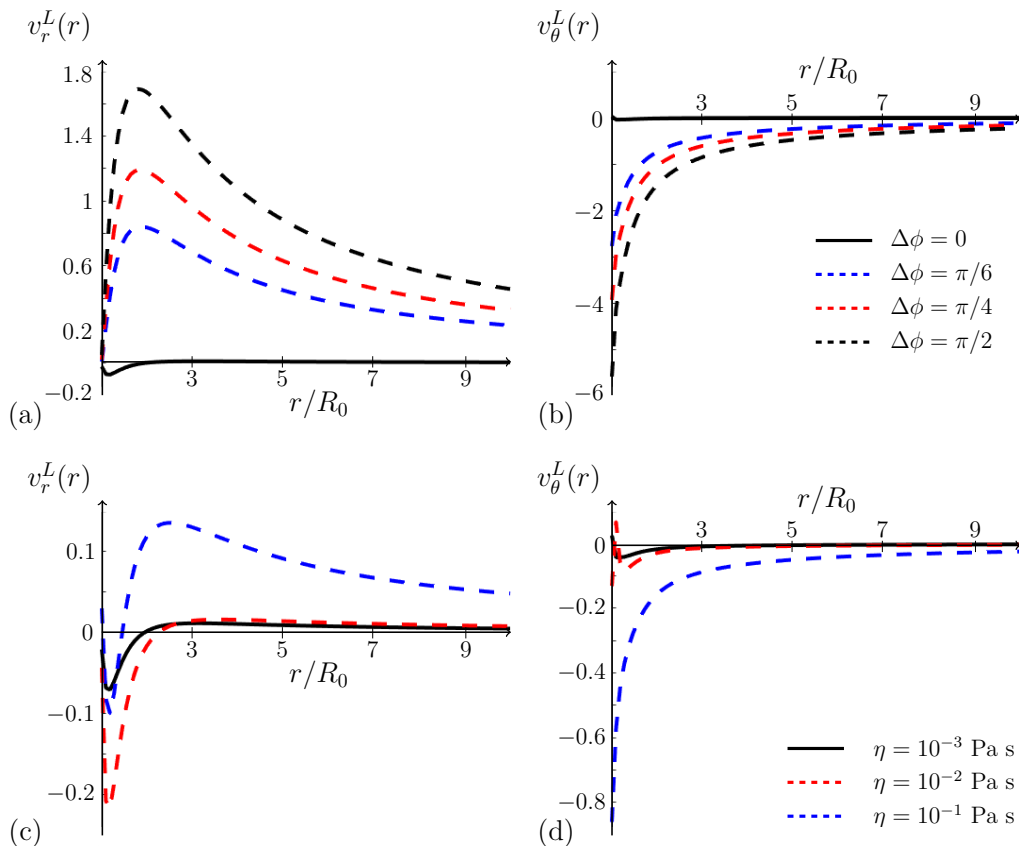 v_r^L(r)
1.8
1.4
1
0.6
0.2
−0.2
3
5
7
9
r/R_0
(a)
v_θ^L(r)
r/R_0
3
5
7
9
0
−2
−4
−6
Δϕ = 0
Δϕ = π/6
Δϕ = π/4
Δϕ = π/2
(b)
v_r^L(r)
0.1
0
−0.1
−0.2
3
5
7
9
r/R_0
(c)
v_θ^L(r)
r/R_0
3
5
7
9
0
−0.2
−0.4
−0.6
−0.8
η = 10^{−3} Pa s
η = 10^{−2} Pa s
η = 10^{−1} Pa s
(d)